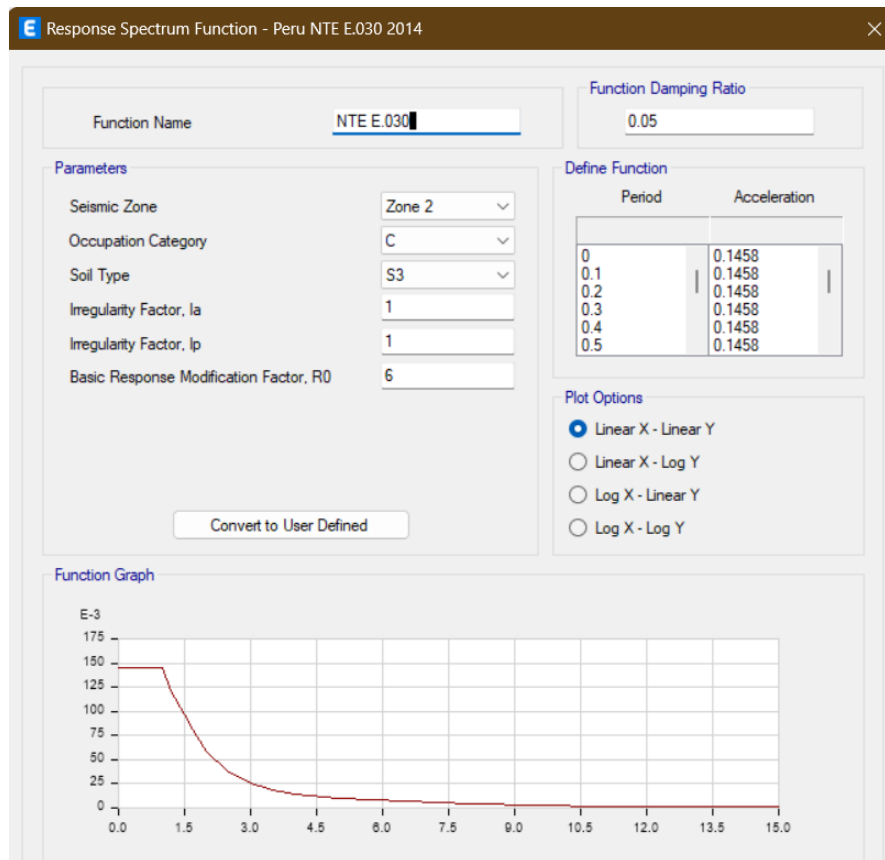 E Response Spectrum Function - Peru NTE E.030 2014
Function Name
NTE E.030
Function Damping Ratio
0.05
Parameters
Seismic Zone
Zone 2
Occupation Category
C
Soil Type
S3
Irregularity Factor, Ia
1
Irregularity Factor, Ip
1
Basic Response Modification Factor, R0
6
Convert to User Defined
Define Function
Period Acceleration
0 0.1458
0.1 0.1458
0.2 0.1458
0.3 0.1458
0.4 0.1458
0.5 0.1458
Plot Options
Linear X - Linear Y
Linear X - Log Y
Log X - Linear Y
Log X - Log Y
Function Graph
E-3
175
150
125
100
75
50
25
0
0.0 1.5 3.0 4.5 6.0 7.5 9.0 10.5 12.0 13.5 15.0